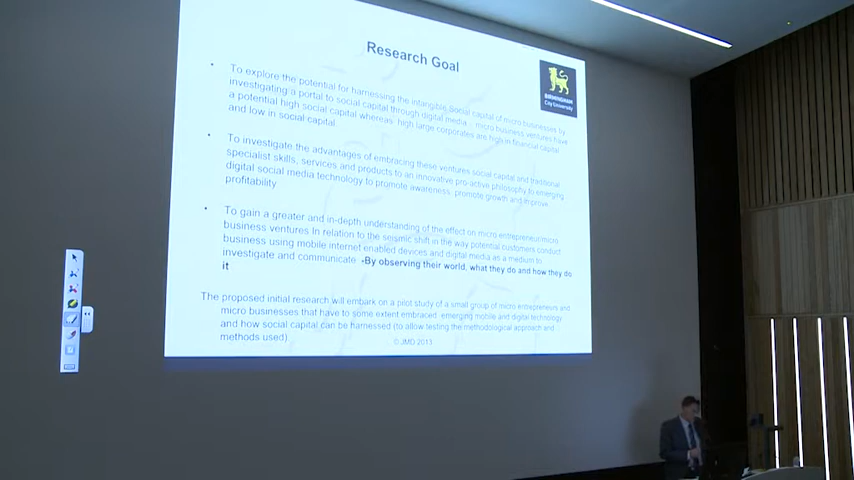 Research Goal
BIRMINGHAM
City University
• To explore the potential for harnessing the intangible Social capital of micro businesses by
investigating a portal to social capital through digital media – micro business ventures have
a potential high social capital whereas high large corporates are high in financial capital
and low in social capital.
• To investigate the advantages of embracing these ventures social capital and traditional
specialist skills, services and products to an innovative pro-active philosophy to emerging
digital social media technology to promote awareness, promote growth and improve
profitability
• To gain a greater and in-depth understanding of the effect on micro entrepreneur/micro
business ventures In relation to the seismic shift in the way potential customers conduct
business using mobile internet enabled devices and digital media as a medium to
investigate and communicate -By observing their world, what they do and how they do
it
The proposed initial research will embark on a pilot study of a small group of micro entrepreneurs and
micro businesses that have to some extent embraced emerging mobile and digital technology
and how social capital can be harnessed (to allow testing the methodological approach and
methods used)
© JMD 2013